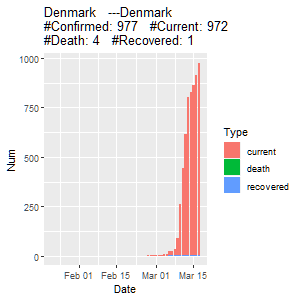 Denmark   ---Denmark
#Confirmed: 977   #Current: 972
#Death: 4   #Recovered: 1
1000
750
500
250
0
Num
Feb 01 Feb 15 Mar 01 Mar 15
Date
Type
current
death
recovered